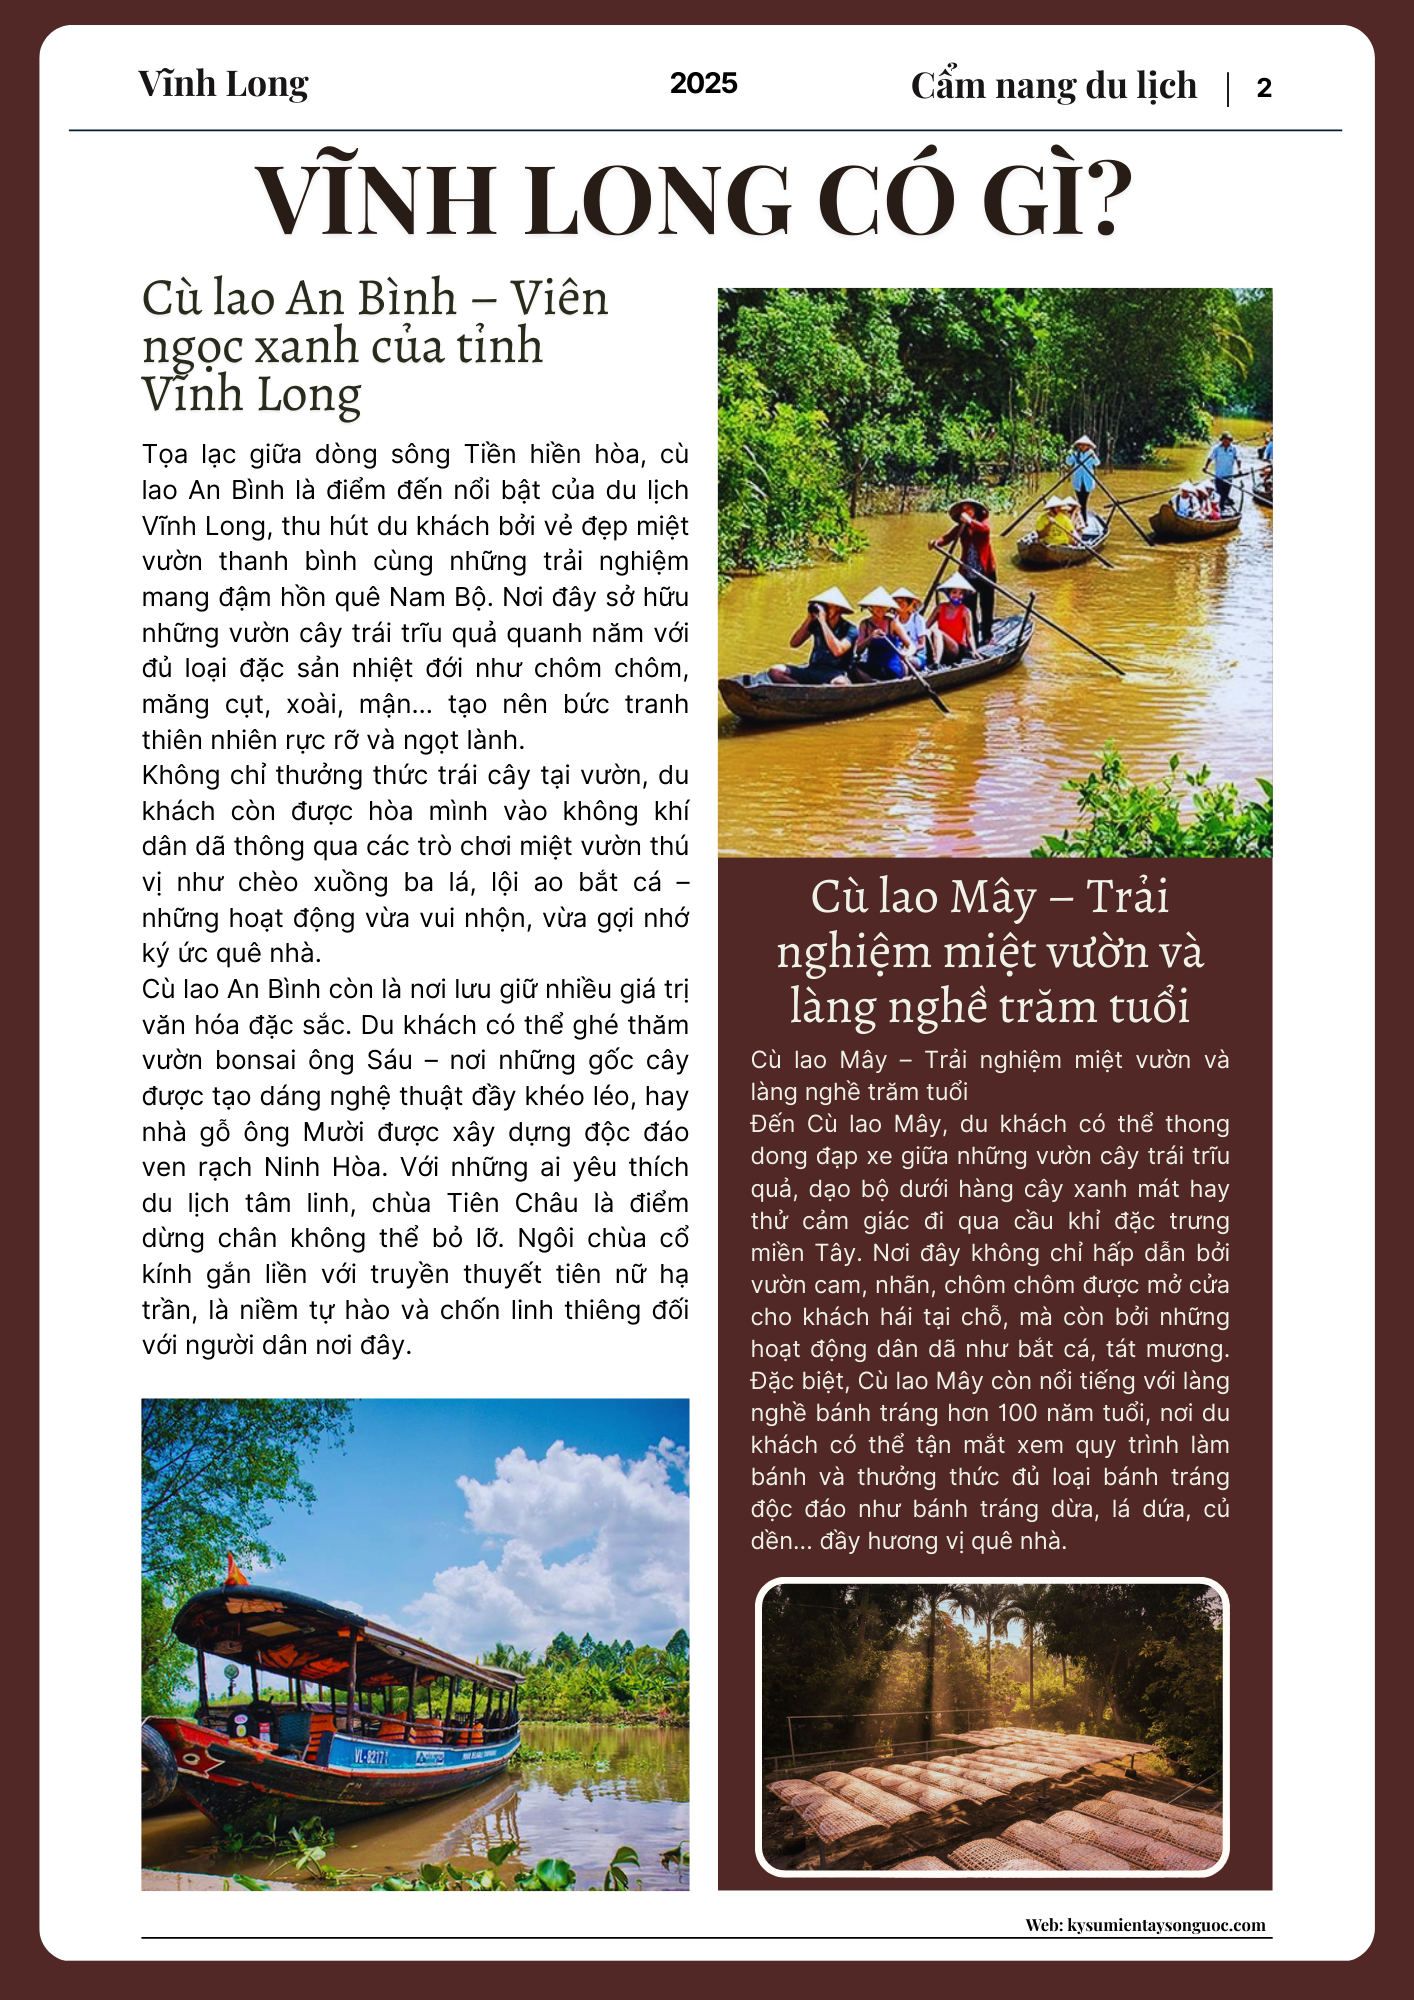 Vĩnh Long
2025
Cẩm nang du lịch | 2
VĨNH LONG CÓ GÌ?
Cù lao An Bình – Viên
ngọc xanh của tỉnh
Vĩnh Long
Tọa lạc giữa dòng sông Tiền hiền hòa, cù
lao An Bình là điểm đến nổi bật của du lịch
Vĩnh Long, thu hút du khách bởi vẻ đẹp miệt
vườn thanh bình cùng những trải nghiệm
mang đậm hồn quê Nam Bộ. Nơi đây sở hữu
những vườn cây trái trĩu quả quanh năm với
đủ loại đặc sản nhiệt đới như chôm chôm,
măng cụt, xoài, mận… tạo nên bức tranh
thiên nhiên rực rỡ và ngọt lành.
Không chỉ thưởng thức trái cây tại vườn, du
khách còn được hòa mình vào không khí
dân dã thông qua các trò chơi miệt vườn thú
vị như chèo xuồng ba lá, lội ao bắt cá –
những hoạt động vừa vui nhộn, vừa gợi nhớ
ký ức quê nhà.
Cù lao An Bình còn là nơi lưu giữ nhiều giá trị
văn hóa đặc sắc. Du khách có thể ghé thăm
vườn bonsai ông Sáu – nơi những gốc cây
được tạo dáng nghệ thuật đầy khéo léo, hay
nhà gỗ ông Mười được xây dựng độc đáo
ven rạch Ninh Hòa. Với những ai yêu thích
du lịch tâm linh, chùa Tiên Châu là điểm
dừng chân không thể bỏ lỡ. Ngôi chùa cổ
kính gắn liền với truyền thuyết tiên nữ hạ
trần, là niềm tự hào và chốn linh thiêng đối
với người dân nơi đây.
VL-8217
Cù lao Mây – Trải
nghiệm miệt vườn và
làng nghề trăm tuổi
Cù lao Mây – Trải nghiệm miệt vườn và
làng nghề trăm tuổi
Đến Cù lao Mây, du khách có thể thong
dong đạp xe giữa những vườn cây trái trĩu
quả, dạo bộ dưới hàng cây xanh mát hay
thử cảm giác đi qua cầu khỉ đặc trưng
miền Tây. Nơi đây không chỉ hấp dẫn bởi
vườn cam, nhãn, chôm chôm được mở cửa
cho khách hái tại chỗ, mà còn bởi những
hoạt động dân dã như bắt cá, tát mương.
Đặc biệt, Cù lao Mây còn nổi tiếng với làng
nghề bánh tráng hơn 100 năm tuổi, nơi du
khách có thể tận mắt xem quy trình làm
bánh và thưởng thức đủ loại bánh tráng
độc đáo như bánh tráng dừa, lá dứa, củ
dền… đầy hương vị quê nhà.
Web: kysumientaysonguoc.com